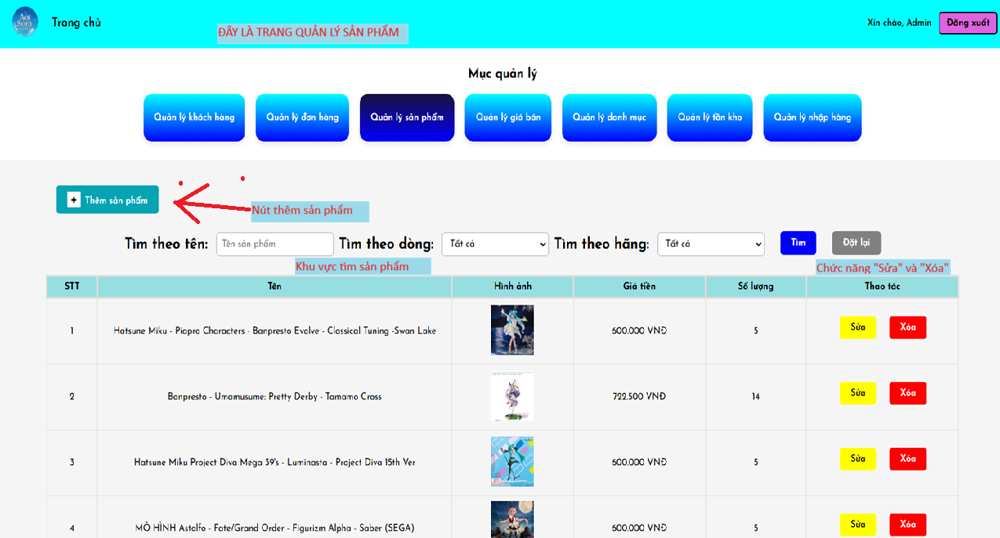 Aoi
Sora
Trang chủ
ĐÂY LÀ TRANG QUẢN LÝ SẢN PHẨM
Xin chào, Admin
Đăng xuất
Mục quản lý
Quản lý khách hàng
Quản lý đơn hàng
Quản lý sản phẩm
Quản lý giá bán
Quản lý danh mục
Quản lý tồn kho
Quản lý nhập hàng
+ Thêm sản phẩm
Nút thêm sản phẩm
Tìm theo tên: Tên sản phẩm Tìm theo dòng: Tất cả Tìm theo hãng: Tất cả Tìm Đặt lại
Khu vực tìm sản phẩm
Chức năng "Sửa" và "Xóa"
STT Tên Hình ảnh Giá tiền Số lượng Thao tác
1 Hatsune Miku - Piapro Characters - Banpresto Evolve - Classical Tuning -Swan Lake 600.000 VNĐ 5 Sửa Xóa
2 Banpresto - Umamusume: Pretty Derby - Tamamo Cross 722.500 VNĐ 14 Sửa Xóa
3 Hatsune Miku Project Diva Mega 39's - Luminasta - Project Diva 15th Ver 600.000 VNĐ 5 Sửa Xóa
4 MÔ HÌNH Astolfo - Fate/Grand Order - Figurizm Alpha - Saber (SEGA) 600.000 VNĐ 5 Sửa Xóa